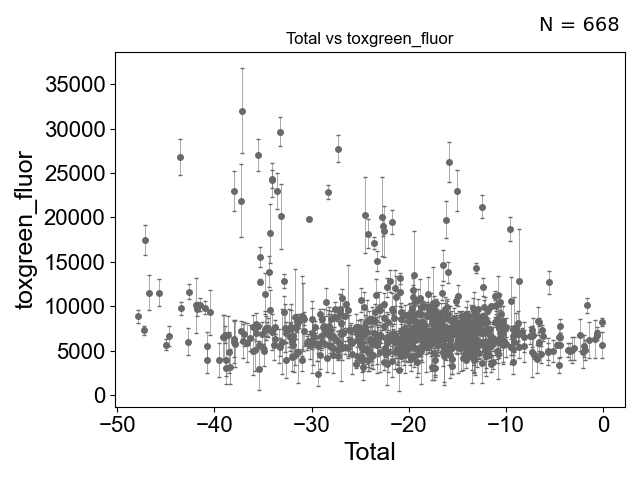 N = 668
Total vs toxgreen_fluor
toxgreen_fluor
35000
30000
25000
20000
15000
10000
5000
0
−50 −40 −30 −20 −10 0
Total